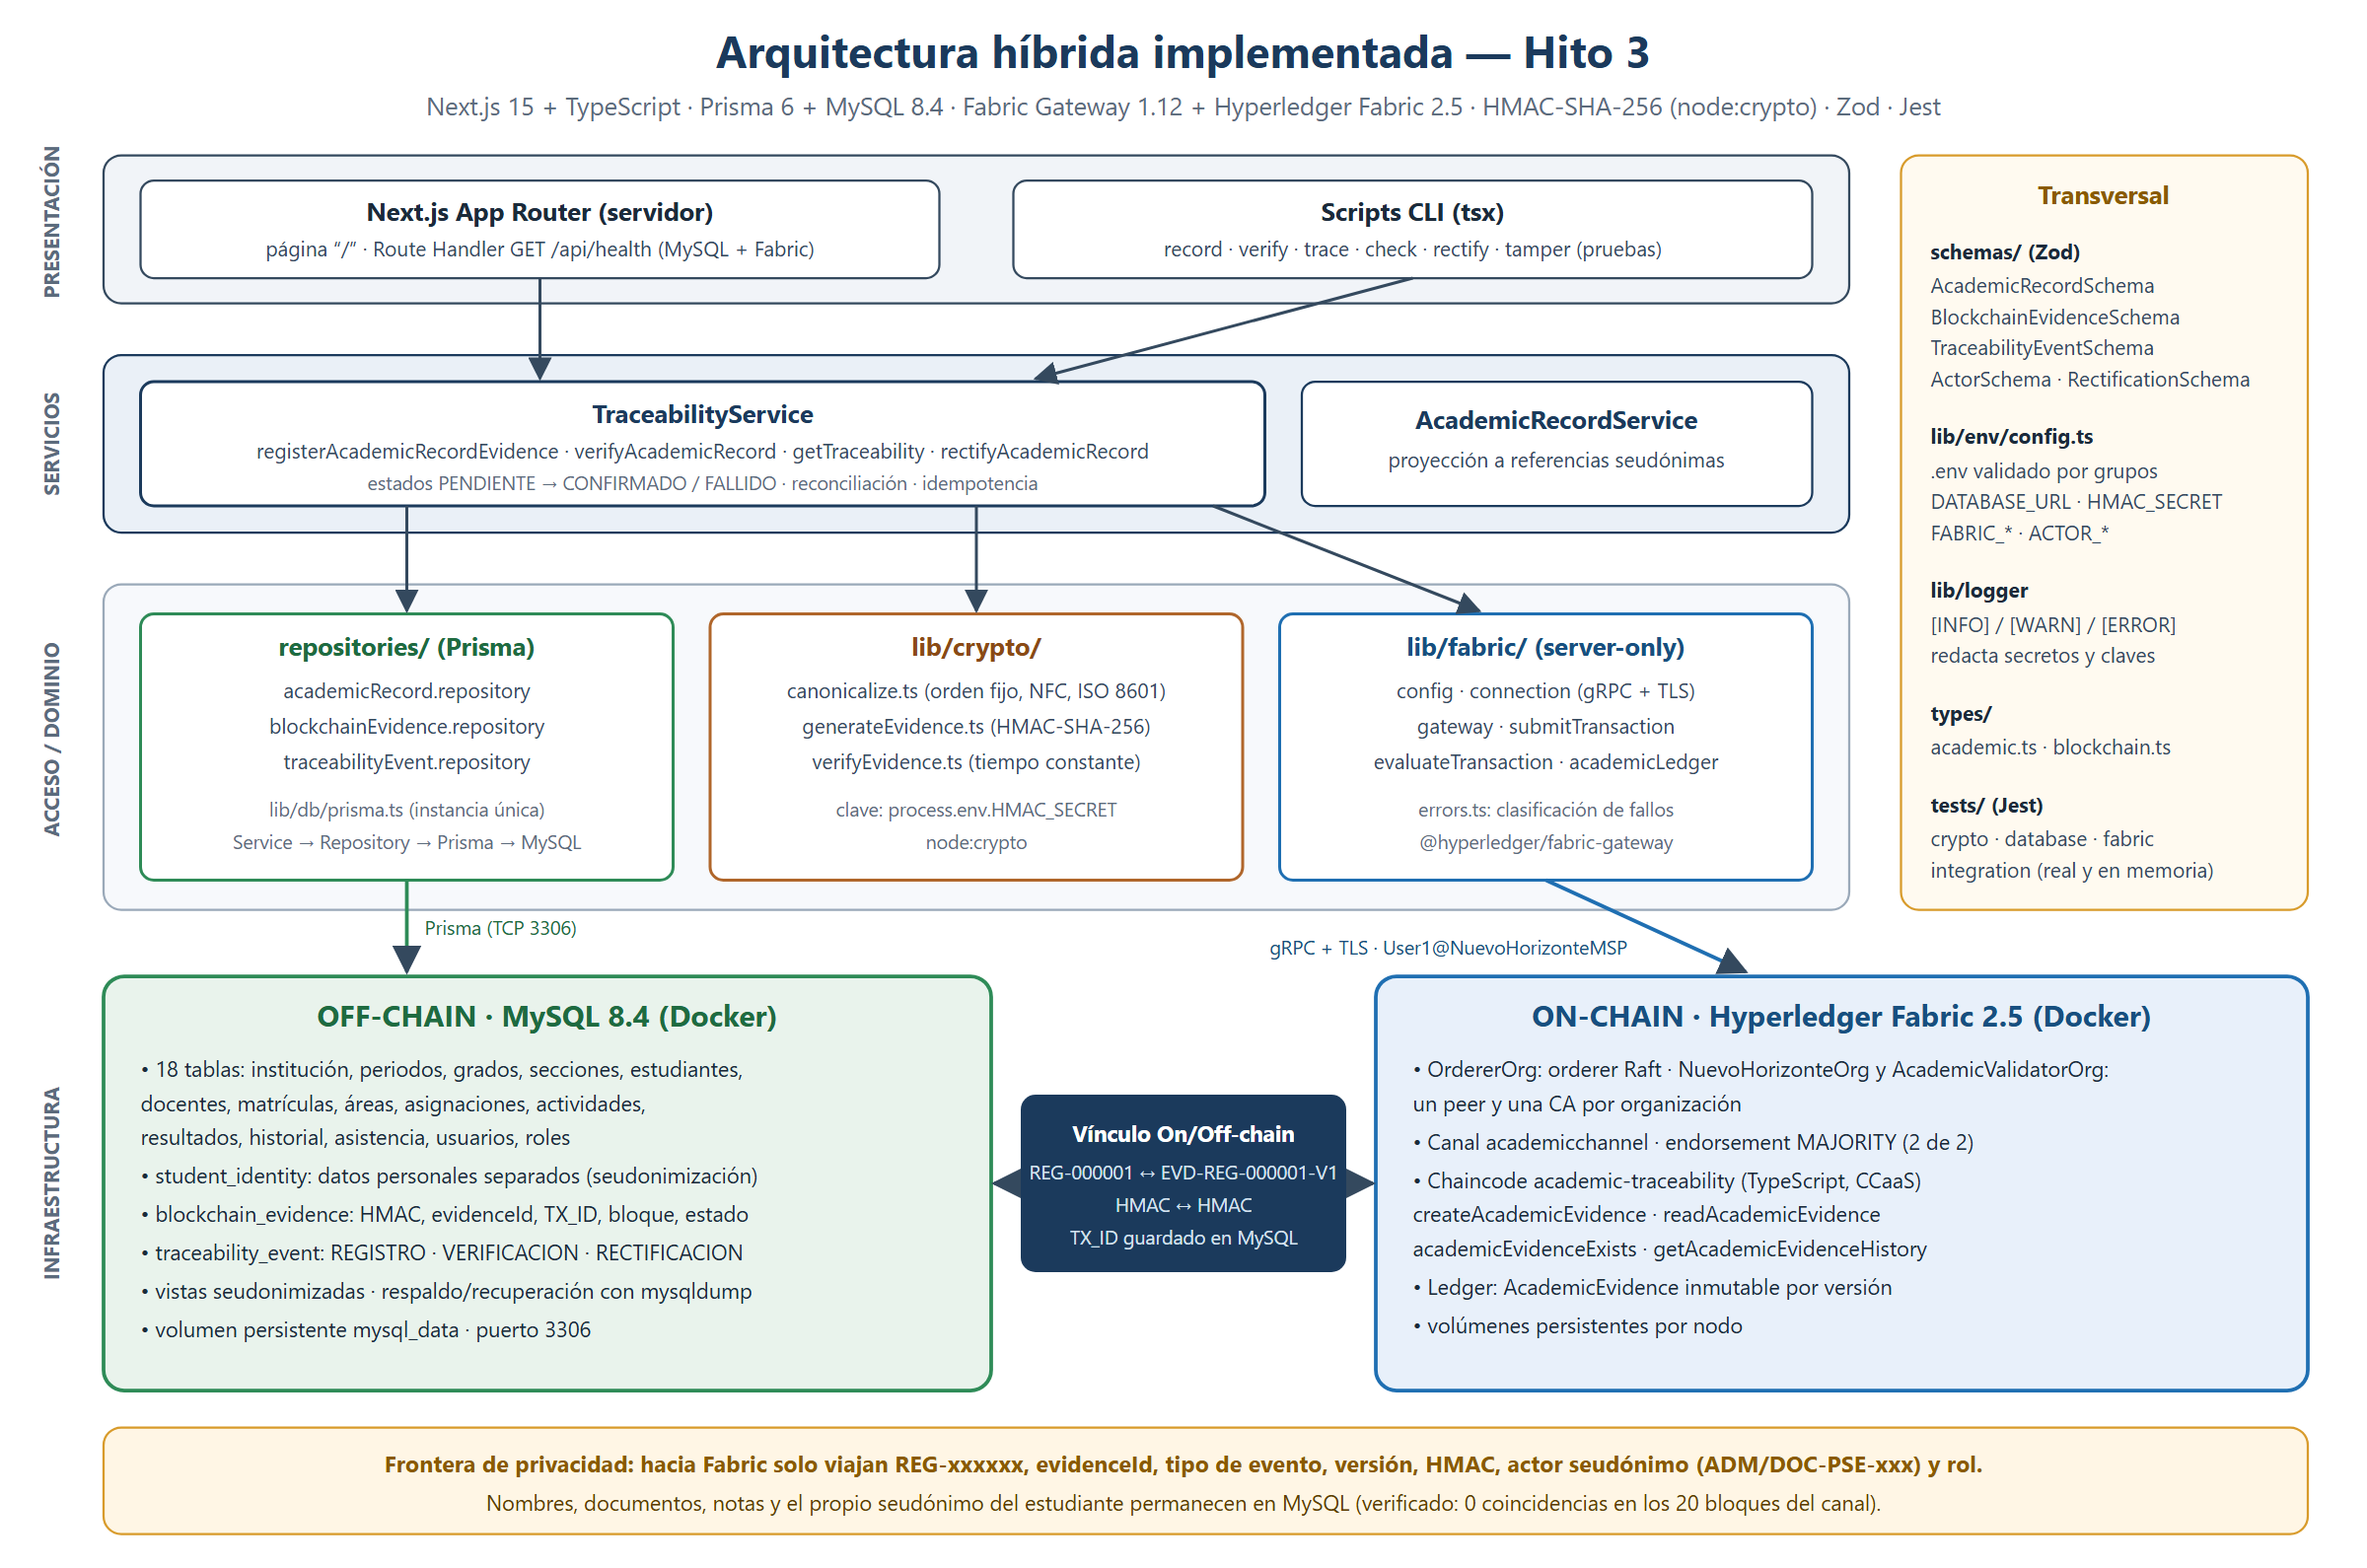 Arquitectura híbrida implementada — Hito 3
Next.js 15 + TypeScript · Prisma 6 + MySQL 8.4 · Fabric Gateway 1.12 + Hyperledger Fabric 2.5 · HMAC-SHA-256 (node:crypto) · Zod · Jest
PRESENTACIÓN
Next.js App Router (servidor)
página “/” · Route Handler GET /api/health (MySQL + Fabric)
Scripts CLI (tsx)
record · verify · trace · check · rectify · tamper (pruebas)
SERVICIOS
TraceabilityService
registerAcademicRecordEvidence · verifyAcademicRecord · getTraceability · rectifyAcademicRecord
estados PENDIENTE → CONFIRMADO / FALLIDO · reconciliación · idempotencia
AcademicRecordService
proyección a referencias seudónimas
ACCESO / DOMINIO
repositories/ (Prisma)
academicRecord.repository
blockchainEvidence.repository
traceabilityEvent.repository
lib/db/prisma.ts (instancia única)
Service → Repository → Prisma → MySQL
lib/crypto/
canonicalize.ts (orden fijo, NFC, ISO 8601)
generateEvidence.ts (HMAC-SHA-256)
verifyEvidence.ts (tiempo constante)
clave: process.env.HMAC_SECRET
node:crypto
lib/fabric/ (server-only)
config · connection (gRPC + TLS)
gateway · submitTransaction
evaluateTransaction · academicLedger
errors.ts: clasificación de fallos
@hyperledger/fabric-gateway
Transversal
schemas/ (Zod)
AcademicRecordSchema
BlockchainEvidenceSchema
TraceabilityEventSchema
ActorSchema · RectificationSchema
lib/env/config.ts
.env validado por grupos
DATABASE_URL · HMAC_SECRET
FABRIC_* · ACTOR_*
lib/logger
[INFO] / [WARN] / [ERROR]
redacta secretos y claves
types/
academic.ts · blockchain.ts
tests/ (Jest)
crypto · database · fabric
integration (real y en memoria)
Prisma (TCP 3306)
gRPC + TLS · User1@NuevoHorizonteMSP
INFRAESTRUCTURA
OFF-CHAIN · MySQL 8.4 (Docker)
• 18 tablas: institución, periodos, grados, secciones, estudiantes,
docentes, matrículas, áreas, asignaciones, actividades,
resultados, historial, asistencia, usuarios, roles
• student_identity: datos personales separados (seudonimización)
• blockchain_evidence: HMAC, evidenceId, TX_ID, bloque, estado
• traceability_event: REGISTRO · VERIFICACION · RECTIFICACION
• vistas seudonimizadas · respaldo/recuperación con mysqldump
• volumen persistente mysql_data · puerto 3306
Vínculo On/Off-chain
REG-000001 ↔ EVD-REG-000001-V1
HMAC ↔ HMAC
TX_ID guardado en MySQL
ON-CHAIN · Hyperledger Fabric 2.5 (Docker)
• OrdererOrg: orderer Raft · NuevoHorizonteOrg y AcademicValidatorOrg:
un peer y una CA por organización
• Canal academicchannel · endorsement MAJORITY (2 de 2)
• Chaincode academic-traceability (TypeScript, CCaaS)
createAcademicEvidence · readAcademicEvidence
academicEvidenceExists · getAcademicEvidenceHistory
• Ledger: AcademicEvidence inmutable por versión
• volúmenes persistentes por nodo
Frontera de privacidad: hacia Fabric solo viajan REG-xxxxxx, evidenceId, tipo de evento, versión, HMAC, actor seudónimo (ADM/DOC-PSE-xxx) y rol.
Nombres, documentos, notas y el propio seudónimo del estudiante permanecen en MySQL (verificado: 0 coincidencias en los 20 bloques del canal).